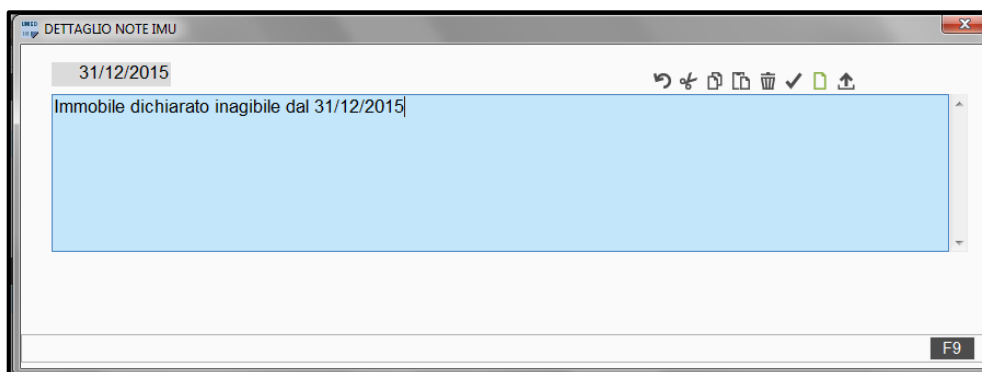 DETTAGLIO NOTE IMU
31/12/2015
Immobile dichiarato inagibile dal 31/12/2015
F9